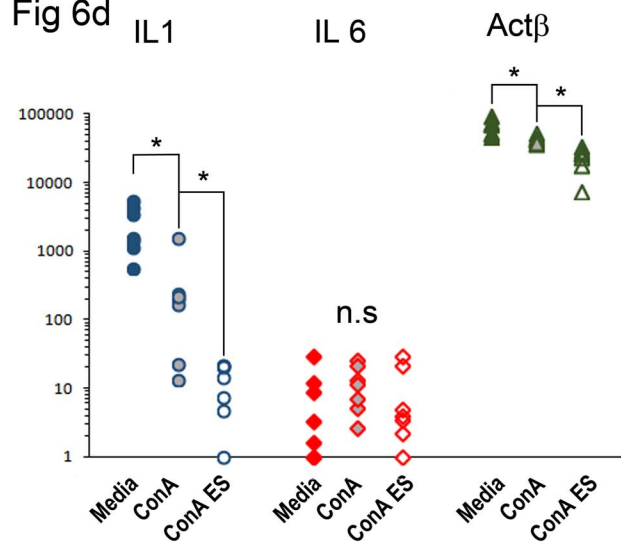 Fig 6d
IL1 IL 6 Actβ
* *
* *
100000
10000
1000
100
10
1
n.s
Media ConA ConA ES Media ConA ConA ES Media ConA ConA ES